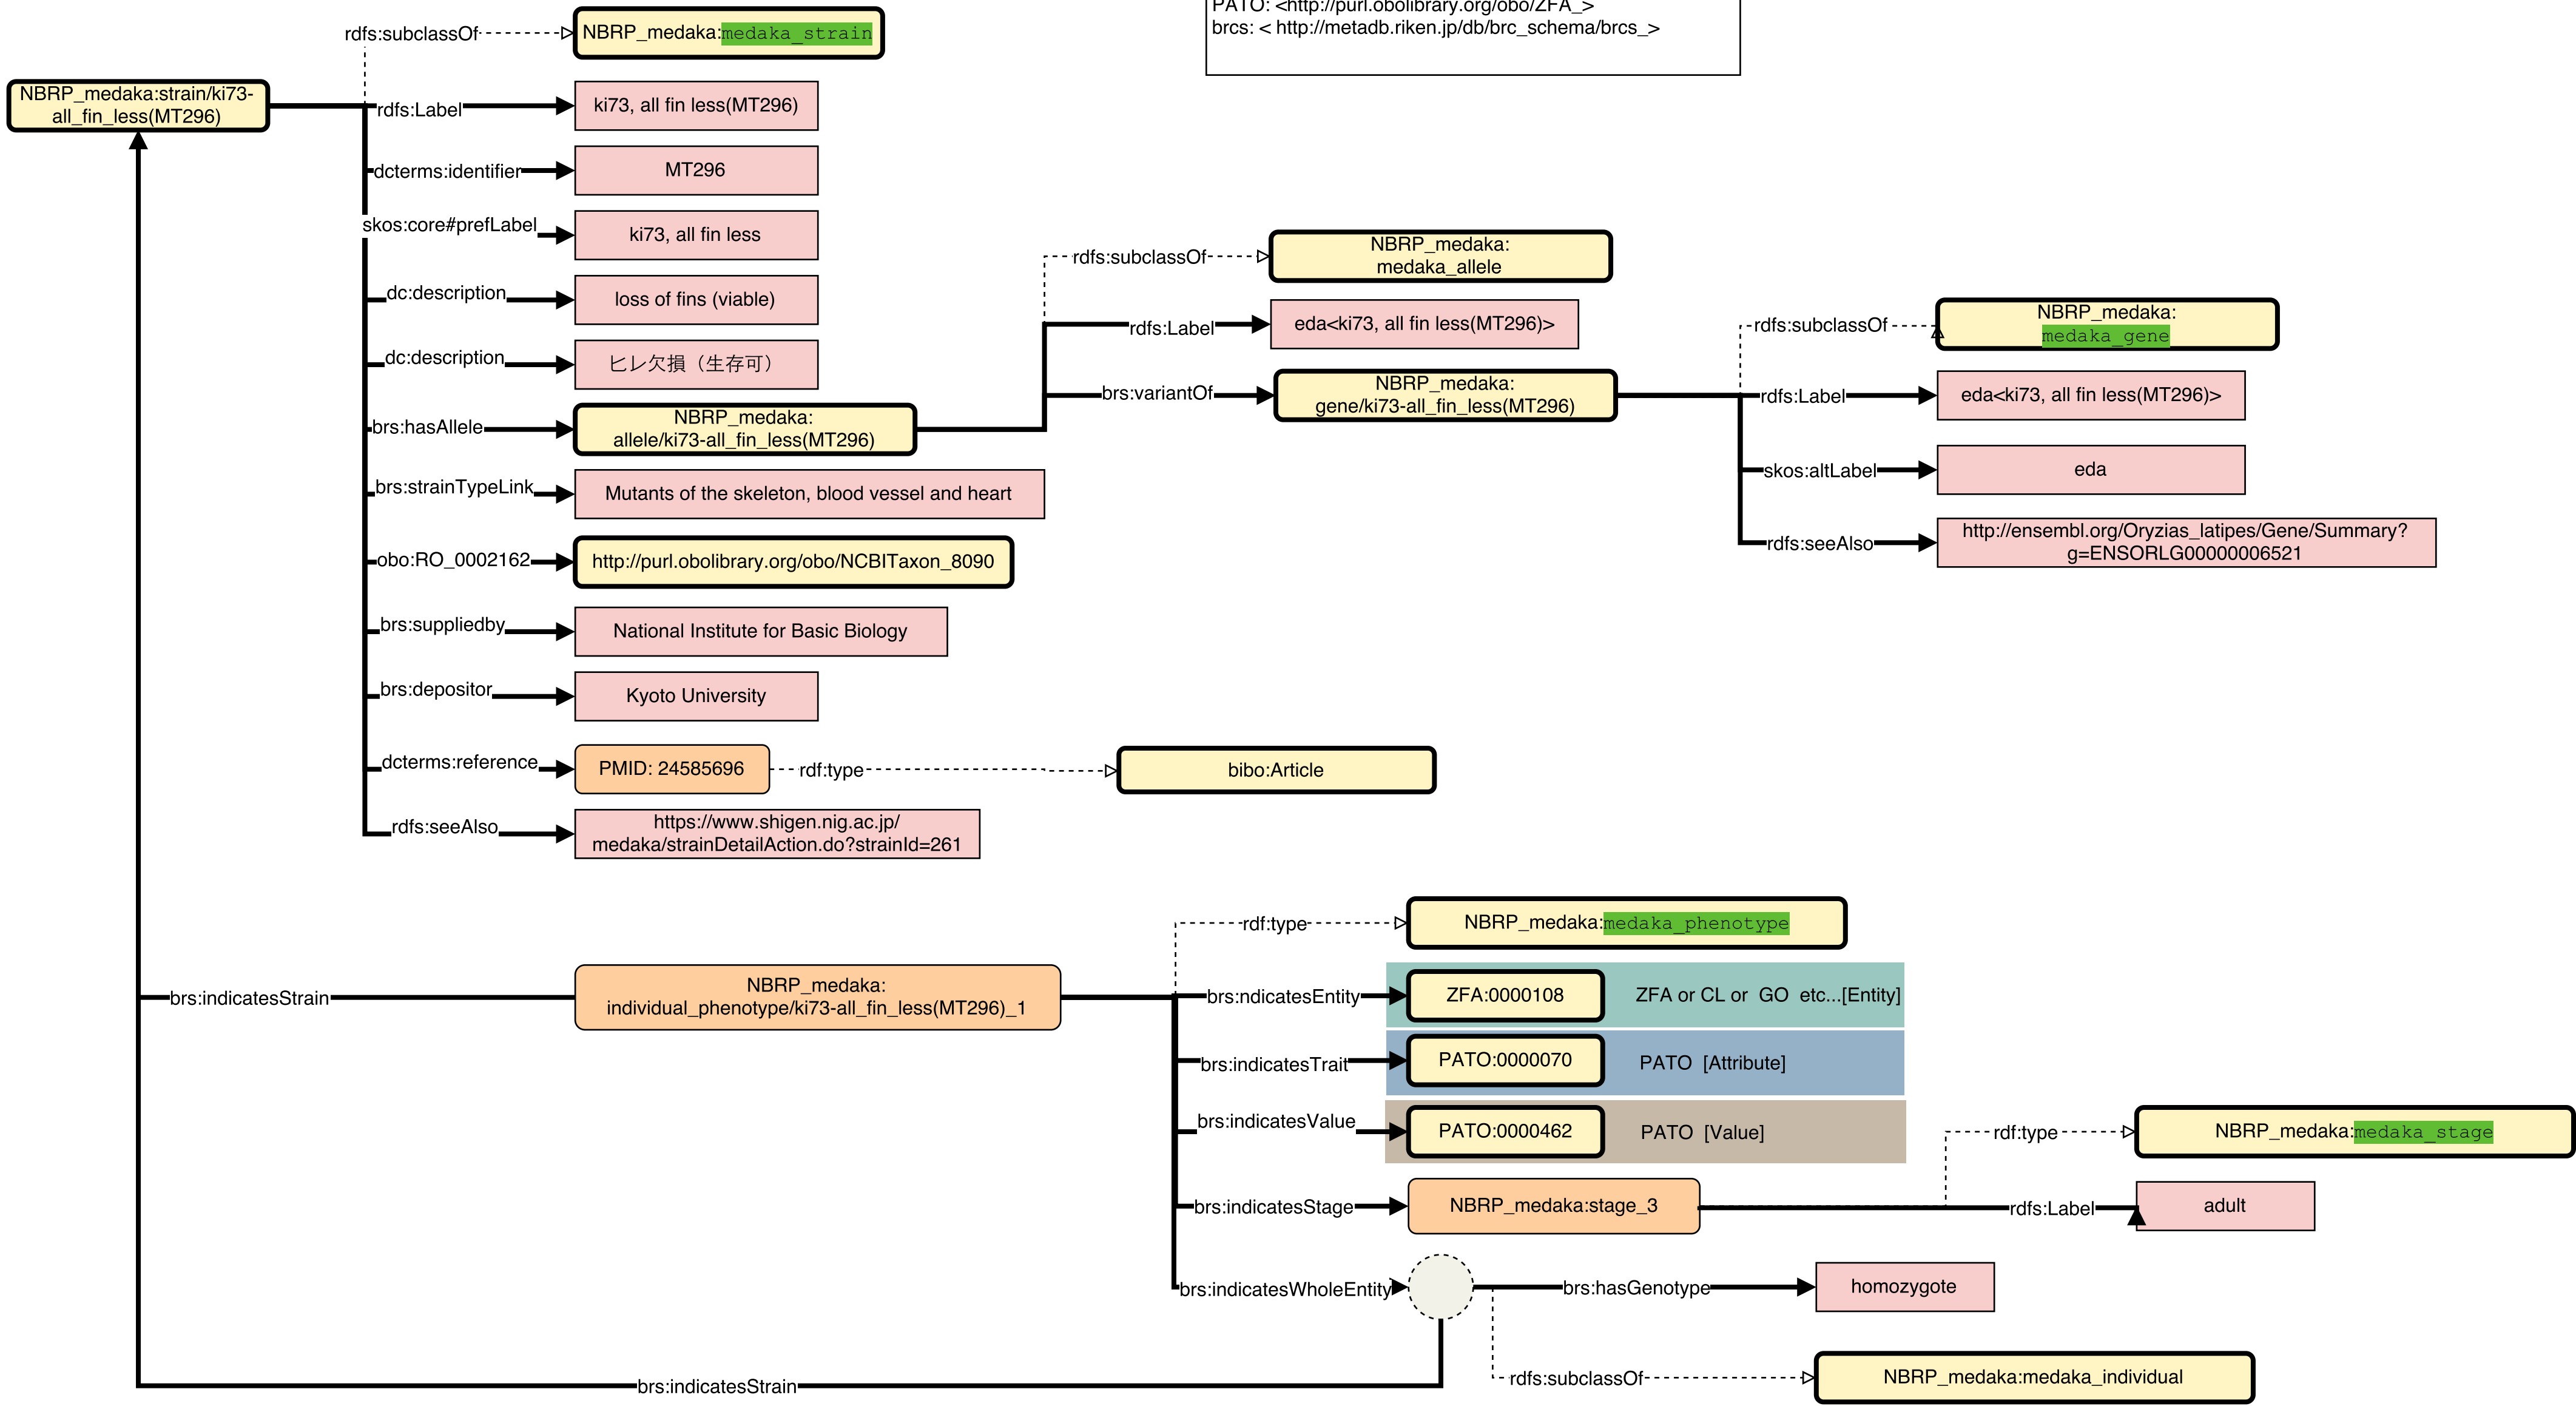 PATO: <http://purl.obolibrary.org/obo/ZFA_>
brcs: < http://metadb.riken.jp/db/brc_schema/brcs_>
rdfs:subclassOf
NBRP_medaka:medaka_strain
NBRP_medaka:strain/ki73-
all_fin_less(MT296)
rdfs:Label
ki73, all fin less(MT296)
dcterms:identifier
MT296
skos:core#prefLabel
ki73, all fin less
dc:description
loss of fins (viable)
dc:description
ヒレ欠損（生存可）
brs:hasAllele
NBRP_medaka:
allele/ki73-all_fin_less(MT296)
rdfs:subclassOf
NBRP_medaka:
medaka_allele
rdfs:Label
eda<ki73, all fin less(MT296)>
brs:variantOf
NBRP_medaka:
gene/ki73-all_fin_less(MT296)
rdfs:subclassOf
NBRP_medaka:
medaka_gene
rdfs:Label
eda<ki73, all fin less(MT296)>
skos:altLabel
eda
rdfs:seeAlso
http://ensembl.org/Oryzias_latipes/Gene/Summary?
g=ENSORLG00000006521
brs:strainTypeLink
Mutants of the skeleton, blood vessel and heart
obo:RO_0002162
http://purl.obolibrary.org/obo/NCBITaxon_8090
brs:suppliedby
National Institute for Basic Biology
brs:depositor
Kyoto University
dcterms:reference
PMID: 24585696
rdf:type
bibo:Article
rdfs:seeAlso
https://www.shigen.nig.ac.jp/
medaka/strainDetailAction.do?strainId=261
brs:indicatesStrain
NBRP_medaka:
individual_phenotype/ki73-all_fin_less(MT296)_1
rdf:type
NBRP_medaka:medaka_phenotype
brs:ndicatesEntity
ZFA:0000108
ZFA or CL or  GO  etc...[Entity]
brs:indicatesTrait
PATO:0000070
PATO  [Attribute]
brs:indicatesValue
PATO:0000462
PATO  [Value]
brs:indicatesStage
NBRP_medaka:stage_3
rdf:type
NBRP_medaka:medaka_stage
rdfs:Label
adult
brs:indicatesWholeEntity
brs:hasGenotype
homozygote
rdfs:subclassOf
NBRP_medaka:medaka_individual
brs:indicatesStrain